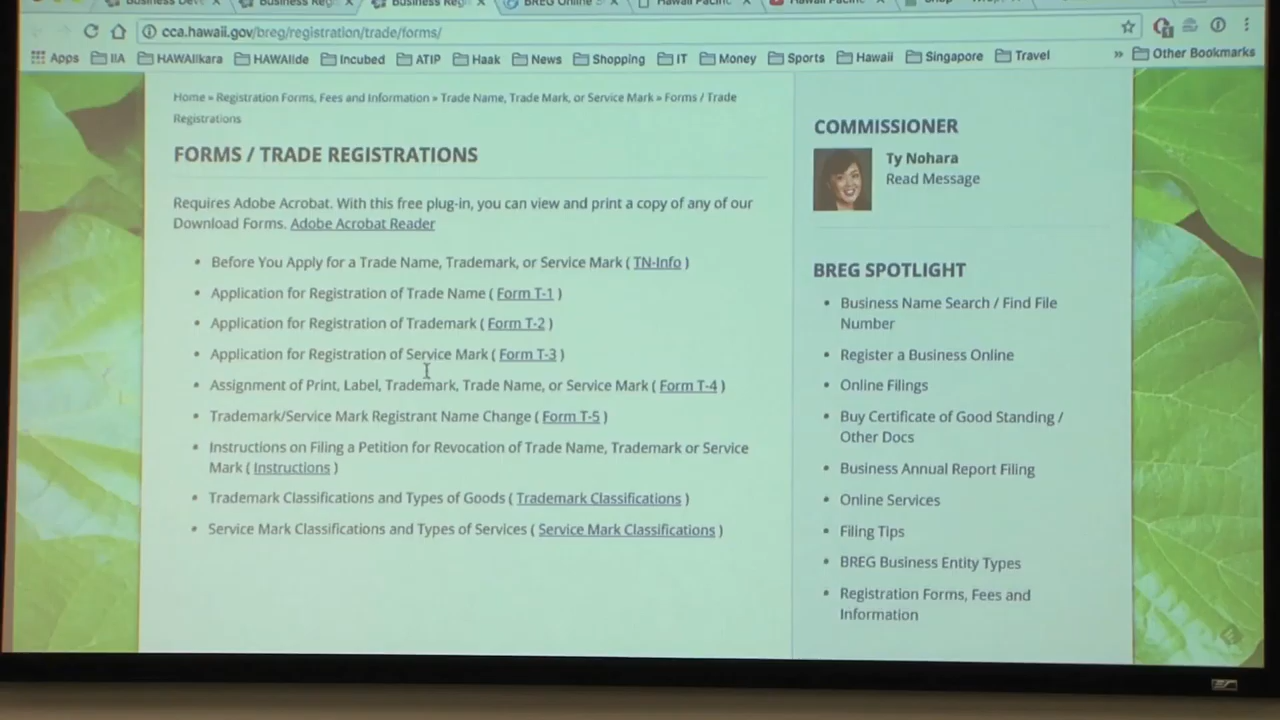 Business Reg
Business Reg
BREG Online
Hawaii Pacific
Hawaii Pacific
cca.hawaii.gov/breg/registration/trade/forms/
Apps IIA HAWAIIkara HAWAIIde Incubed ATIP Haak News Shopping IT Money Sports Hawaii Singapore Travel » Other Bookmarks
Home » Registration Forms, Fees and Information » Trade Name, Trade Mark, or Service Mark » Forms / Trade
Registrations
FORMS / TRADE REGISTRATIONS
Requires Adobe Acrobat. With this free plug-in, you can view and print a copy of any of our
Download Forms. Adobe Acrobat Reader
• Before You Apply for a Trade Name, Trademark, or Service Mark ( TN-Info )
• Application for Registration of Trade Name ( Form T-1 )
• Application for Registration of Trademark ( Form T-2 )
• Application for Registration of Service Mark ( Form T-3 )
• Assignment of Print, Label, Trademark, Trade Name, or Service Mark ( Form T-4 )
• Trademark/Service Mark Registrant Name Change ( Form T-5 )
• Instructions on Filing a Petition for Revocation of Trade Name, Trademark or Service
Mark ( Instructions )
• Trademark Classifications and Types of Goods ( Trademark Classifications )
• Service Mark Classifications and Types of Services ( Service Mark Classifications )
COMMISSIONER
Ty Nohara
Read Message
BREG SPOTLIGHT
• Business Name Search / Find File
Number
• Register a Business Online
• Online Filings
• Buy Certificate of Good Standing /
Other Docs
• Business Annual Report Filing
• Online Services
• Filing Tips
• BREG Business Entity Types
• Registration Forms, Fees and
Information